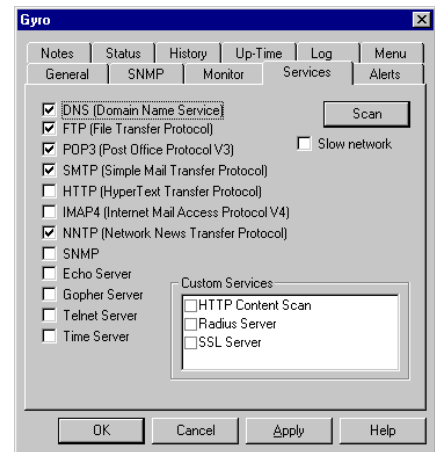 Gyro
Notes Status History Up-Time Log Menu
General SNMP Monitor Services Alerts
DNS (Domain Name Service)
Scan
FTP (File Transfer Protocol)
POP3 (Post Office Protocol V3)
Slow network
SMTP (Simple Mail Transfer Protocol)
HTTP (HyperText Transfer Protocol)
IMAP4 (Internet Mail Access Protocol V4)
NNTP (Network News Transfer Protocol)
SNMP
Echo Server
Gopher Server
Telnet Server
Time Server
Custom Services
HTTP Content Scan
Radius Server
SSL Server
OK Cancel Apply Help